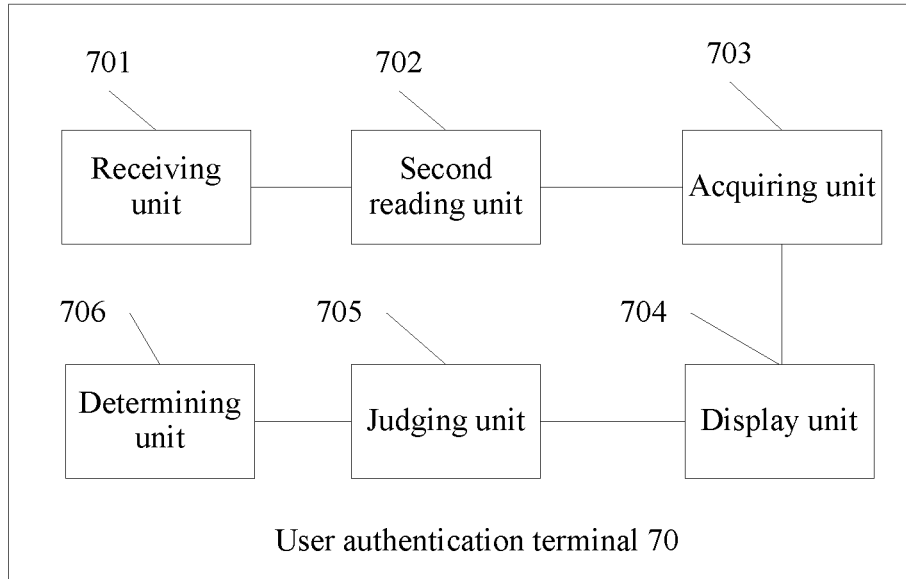 701
702
703
Receiving
unit
Second
reading unit
Acquiring unit
706
705
704
Determining
unit
Judging unit
Display unit
User authentication terminal 70